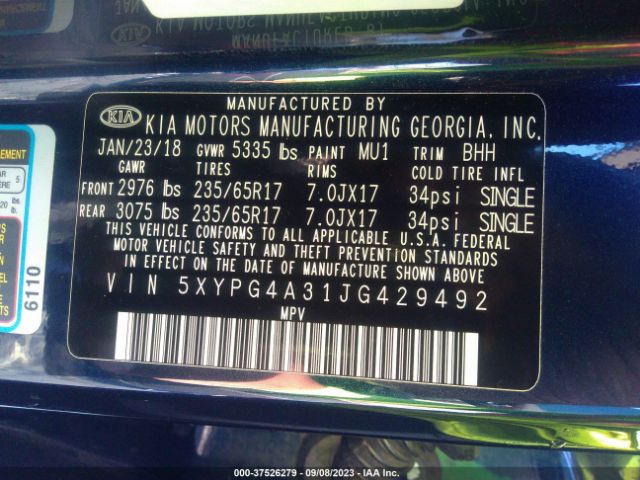 MANUFACTURED BY
KIA KIA MOTORS MANUFACTURING GEORGIA, INC.
JAN/23/18 GVWR 5335 lbs PAINT MU1 TRIM BHH
GAWR TIRES RIMS COLD TIRE INFL
FRONT 2976 lbs 235/65R17 7.0JX17 34psi SINGLE
REAR 3075 lbs 235/65R17 7.0JX17 34psi SINGLE
THIS VEHICLE CONFORMS TO ALL APPLICABLE U.S.A. FEDERAL
MOTOR VEHICLE SAFETY AND THEFT PREVENTION STANDARDS
IN EFFECT ON THE DATE OF MANUFACTURE SHOWN ABOVE.
VIN 5XYPG4A31JG429492
MPV
6110
000-37526279 - 09/08/2023 - IAA Inc.